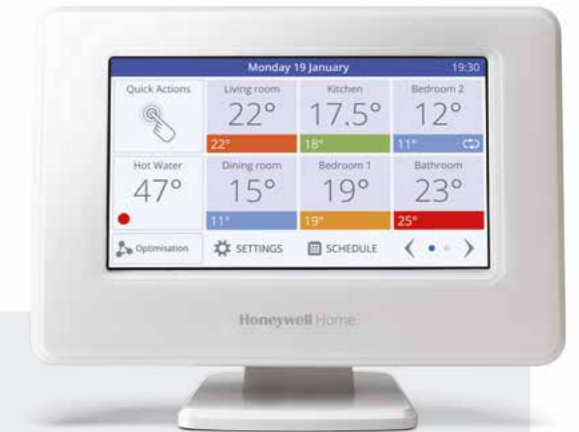 Monday 19 January 19:30
Quick Actions Living room Kitchen Bedroom 2
22° 17.5° 12°
22° 18° 11°
Hot Water Dining room Bedroom 1 Bathroom
47° 15° 19° 23°
11° 19° 25°
Optimisation SETTINGS SCHEDULE
Honeywell Home